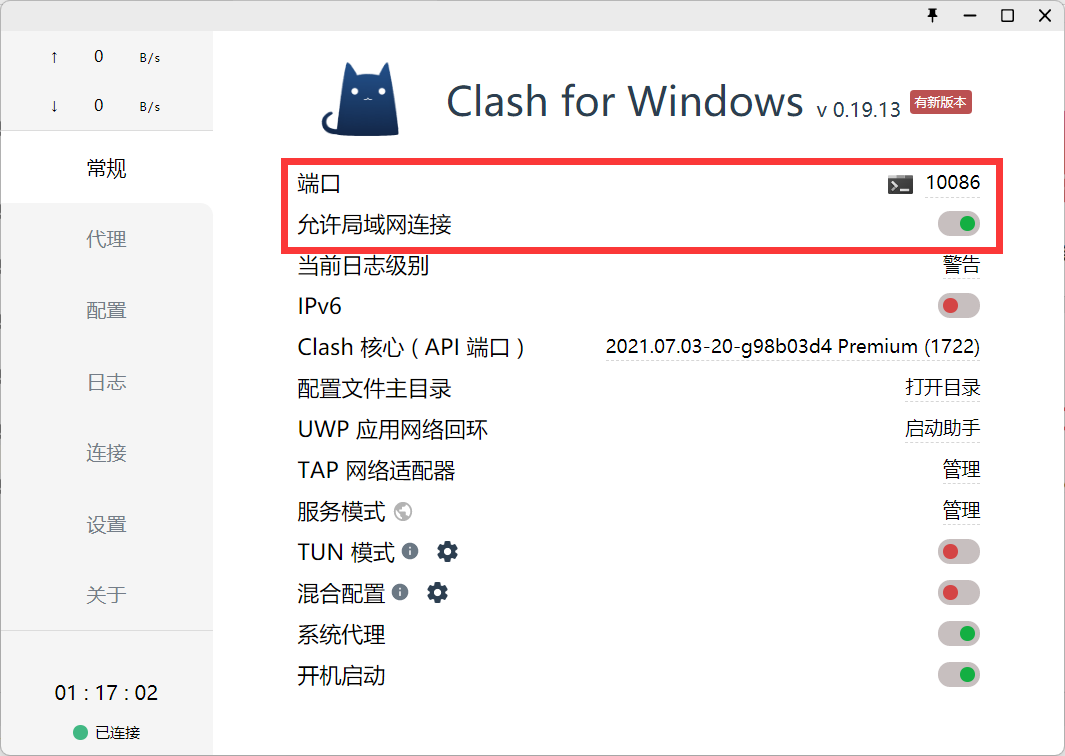 ↑ 0 B/s
↓ 0 B/s
常规
代理
配置
日志
连接
设置
关于
01 : 17 : 02
已连接
Clash for Windows v 0.19.13 有新版本
端口 10086
允许局域网连接
当前日志级别 警告
IPv6
Clash 核心 ( API 端口 ) 2021.07.03-20-g98b03d4 Premium (1722)
配置文件主目录 打开目录
UWP 应用网络回环 启动助手
TAP 网络适配器 管理
服务模式 管理
TUN 模式
混合配置
系统代理
开机启动